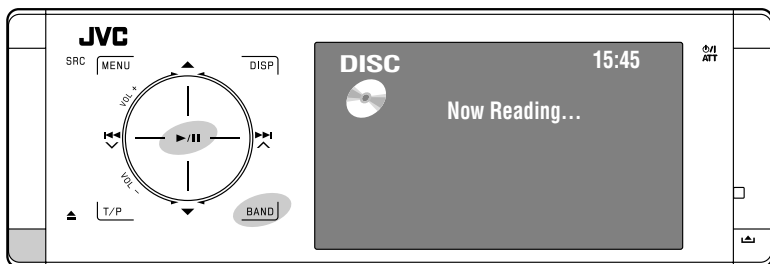 JVC
SRC
MENU
DISP
VOL +
VOL –
T/P
BAND
DISC
15:45
Now Reading...
/I
ATT